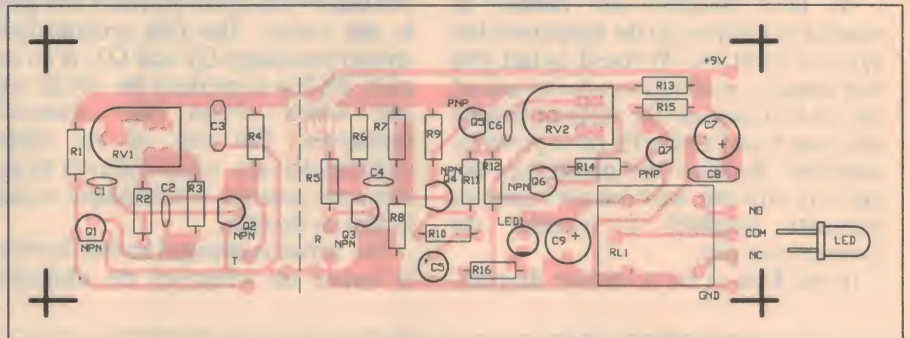 +9V
R13
R15
PNP
Q5
C6
RV2
C7
+
R1
RV1
C3
R4
R6
R7
R9
Q7
PNP
C8
R5
C4
NPN
Q4
R11
R12
NPN
Q6
R14
C1
R2
C2
R3
Q1
NPN
Q2
NPN
T
R
Q3
NPN
R8
R10
LED1
C9
+
RL1
NO
COM
NC
LED
+
C5
R16
GND